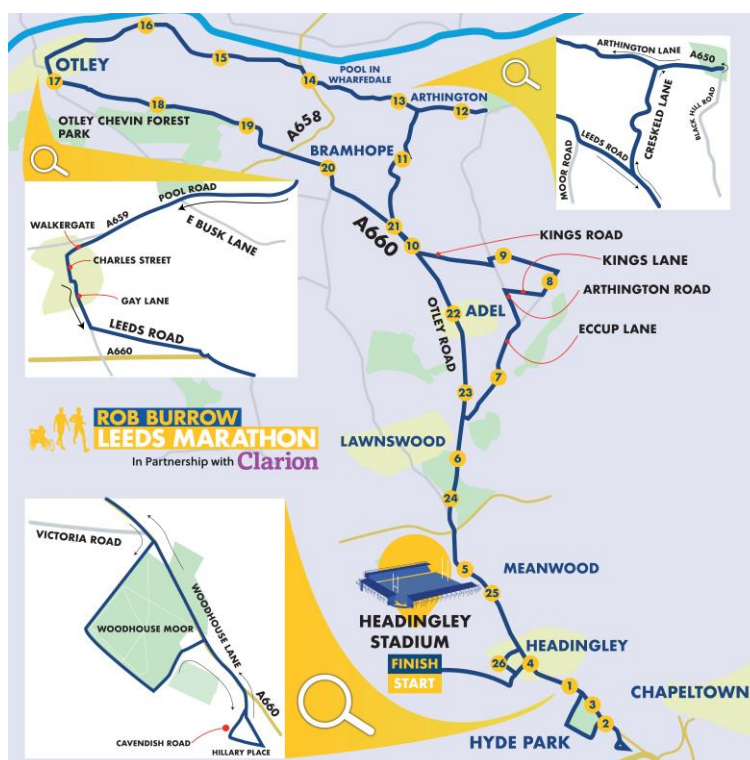 16
OTLEY
15
17
14
POOL IN
WHARFEDALE
13
ARTHINGTON
12
18
OTLEY CHEVIN FOREST
PARK
19
A658
BRAMHOPE
11
20
21
A660
10
ARTHINGTON LANE
A650
CRESKELD LANE
BLACK HILL ROAD
LEEDS ROAD
MOOR ROAD
POOL ROAD
A659
E BUSK LANE
WALKERGATE
CHARLES STREET
GAY LANE
LEEDS ROAD
A660
KINGS ROAD
9
KINGS LANE
8
ARTHINGTON ROAD
22
ADEL
OTLEY ROAD
ECCUP LANE
7
23
ROB BURROW
LEEDS MARATHON
In Partnership with Clarion
LAWNSWOOD
6
24
5
MEANWOOD
25
HEADINGLEY
STADIUM
FINISH
START
HEADINGLEY
26
4
1
3
2
CHAPELTOWN
HYDE PARK
VICTORIA ROAD
WOODHOUSE LANE
WOODHOUSE MOOR
A660
CAVENDISH ROAD
HILLARY PLACE